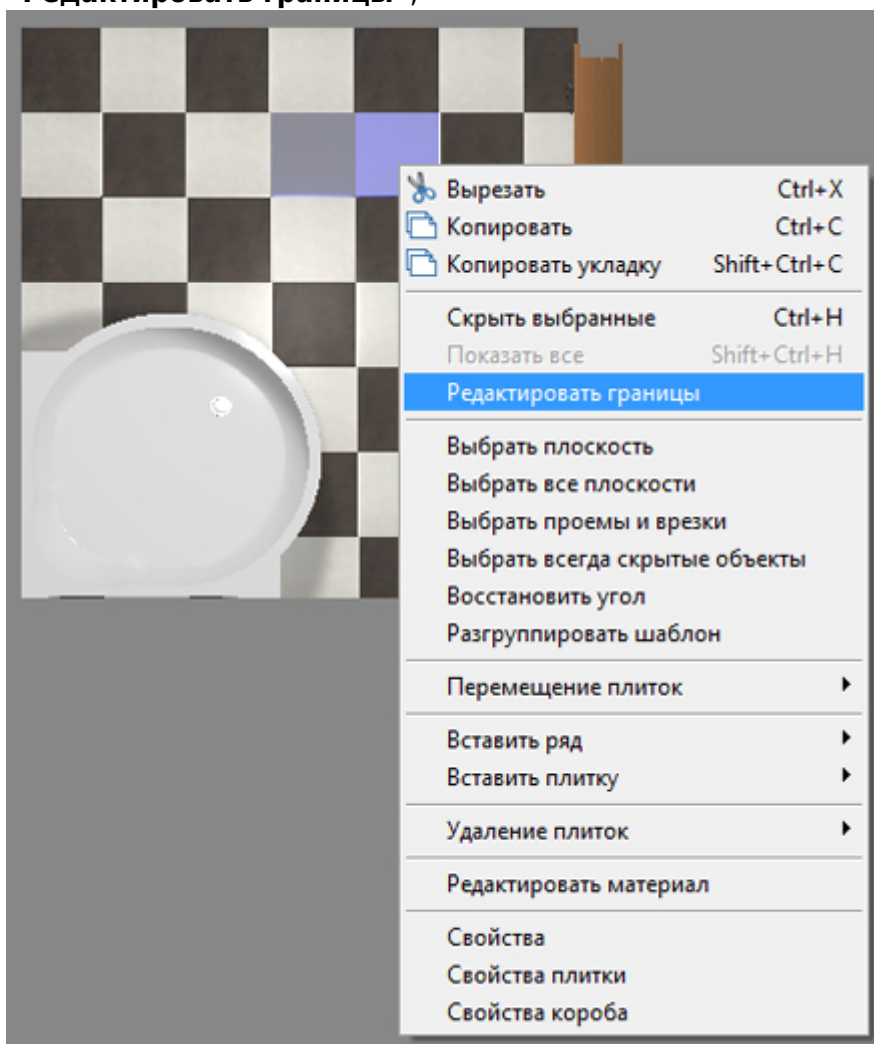 "Редактировать границы",
Вырезать Ctrl+X
Копировать Ctrl+C
Копировать укладку Shift+Ctrl+C
Скрыть выбранные Ctrl+H
Показать все Shift+Ctrl+H
Редактировать границы
Выбрать плоскость
Выбрать все плоскости
Выбрать проемы и врезки
Выбрать всегда скрытые объекты
Восстановить угол
Разгруппировать шаблон
Перемещение плиток
Вставить ряд
Вставить плитку
Удаление плиток
Редактировать материал
Свойства
Свойства плитки
Свойства короба